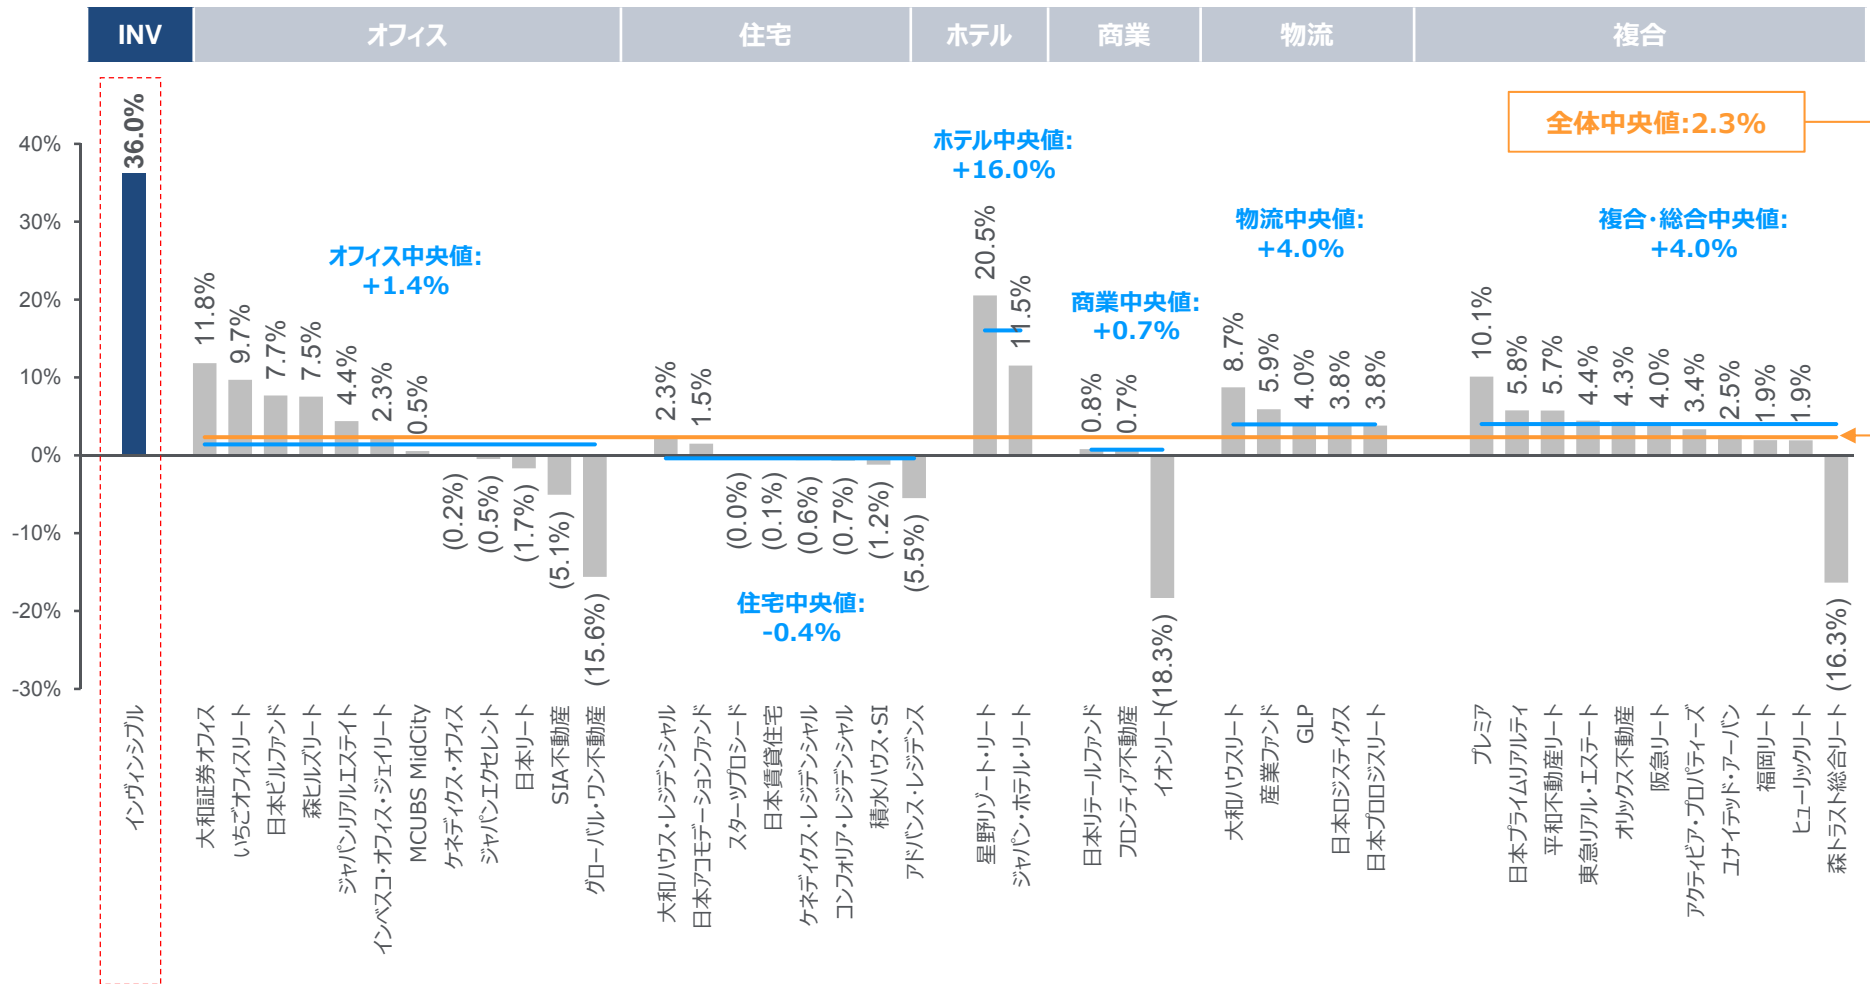 INV
オフィス
住宅
ホテル
商業
物流
複合
全体中央値:2.3%
40%
30%
20%
10%
0%
-10%
-20%
-30%
36.0%
オフィス中央値:
+1.4%
11.8%
9.7%
7.7%
7.5%
4.4%
2.3%
0.5%
(0.2%)
(0.5%)
(1.7%)
(5.1%)
(15.6%)
2.3%
1.5%
(0.0%)
(0.1%)
(0.6%)
(0.7%)
(1.2%)
(5.5%)
住宅中央値:
-0.4%
ホテル中央値:
+16.0%
20.5%
11.5%
商業中央値:
+0.7%
0.8%
0.7%
(18.3%)
物流中央値:
+4.0%
8.7%
5.9%
4.0%
3.8%
3.8%
複合・総合中央値:
+4.0%
10.1%
5.8%
5.7%
4.4%
4.3%
4.0%
3.4%
2.5%
1.9%
1.9%
(16.3%)
インヴィンシブル
大和証券オフィス
いちごオフィスリート
日本ビルファンド
森ヒルズリート
ジャパンリアルエステイト
インベスコ・オフィス・ジェイリート
MCUBS MidCity
ケネディクス・オフィス
ジャパンエクセレント
日本リート
SIA不動産
グローバル・ワン不動産
大和ハウス・レジデンシャル
日本アコモデーションファンド
スターツプロシード
日本賃貸住宅
ケネディクス・レジデンシャル
コンフォリア・レジデンシャル
積水ハウス・SI
アドバンス・レジデンス
星野リゾート・リート
ジャパン・ホテル・リート
日本リテールファンド
フロンティア不動産
イオンリート
大和ハウスリート
産業ファンド
GLP
日本ロジスティクス
日本プロロジスリート
プレミア
日本プライムリアルティ
平和不動産リート
東急リアル・エステート
オリックス不動産
阪急リート
アクティビア・プロパティーズ
ユナイテッド・アーバン
福岡リート
ヒューリックリート
森トラスト総合リート